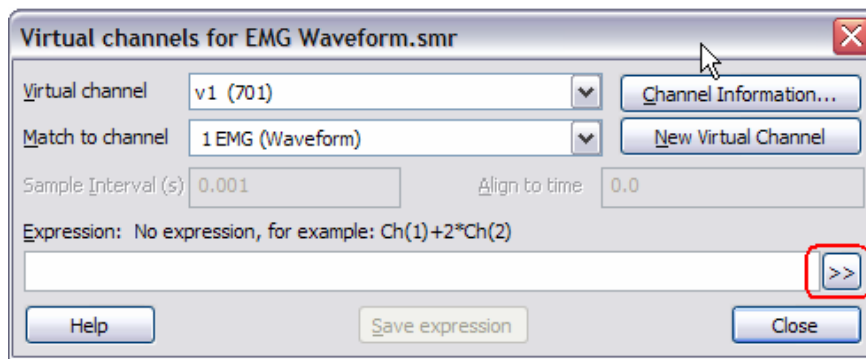 Virtual channels for EMG Waveform.smr
Virtual channel v1 (701) Channel Information...
Match to channel 1 EMG (Waveform) New Virtual Channel
Sample Interval (s) 0.001 Align to time 0.0
Expression: No expression, for example: Ch(1)+2*Ch(2)
>>
Help Save expression Close